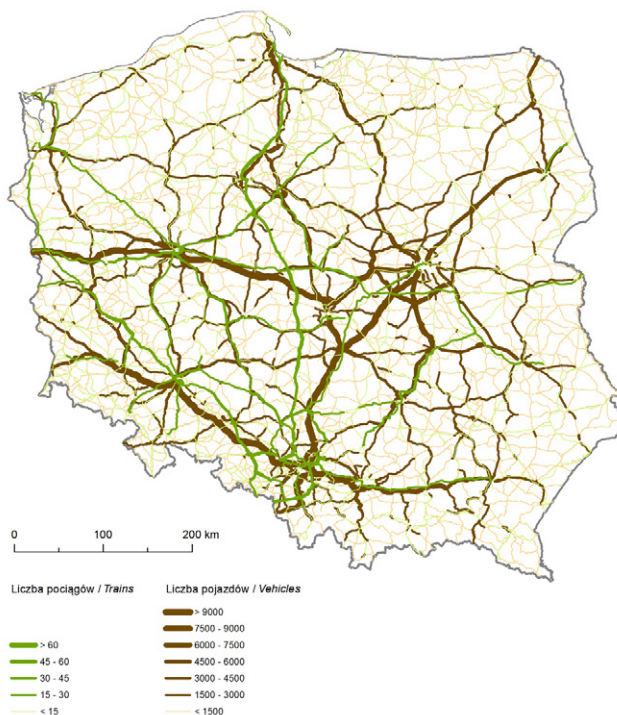 0 100 200 km
Liczba pociągów / Trains
Liczba pojazdów / Vehicles
> 9000
7500 - 9000
> 60
6000 - 7500
45 - 60
4500 - 6000
30 - 45
3000 - 4500
15 - 30
1500 - 3000
< 15
< 1500